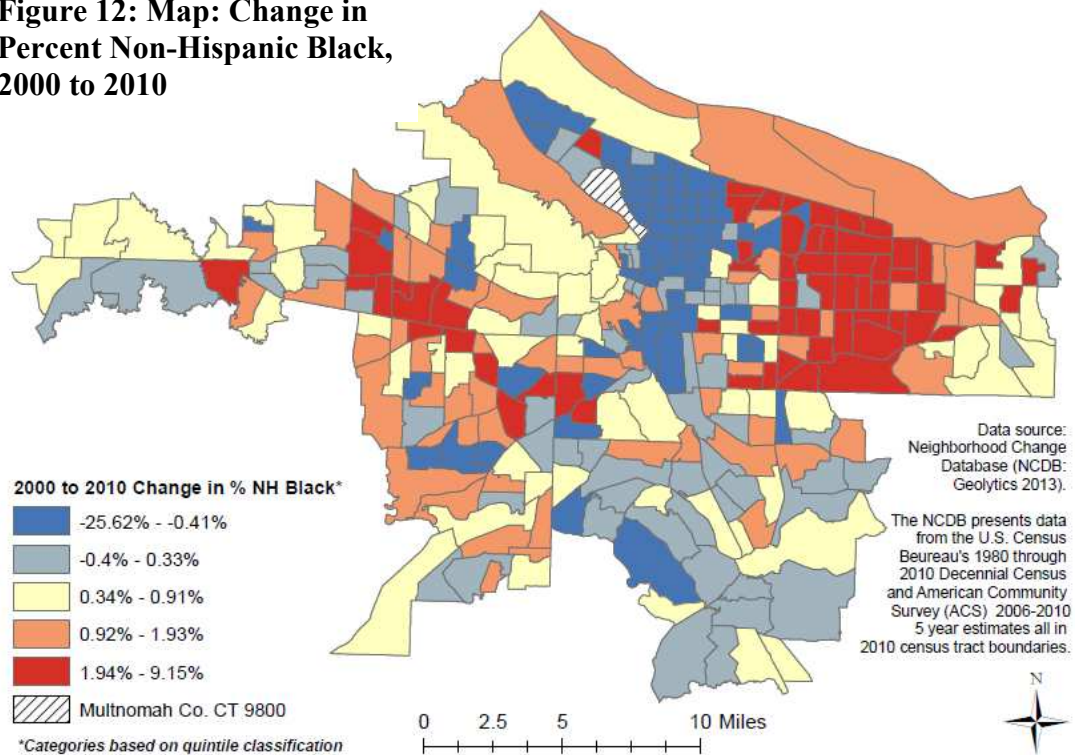 Figure 12: Map: Change in
Percent Non-Hispanic Black,
2000 to 2010
Data source:
Neighborhood Change
Database (NCDB:
Geolytics 2013).
The NCDB presents data
from the U.S. Census
Beureau's 1980 through
2010 Decennial Census
and American Community
Survey (ACS) 2006-2010
5 year estimates all in
2010 census tract boundaries.
2000 to 2010 Change in % NH Black*
-25.62% - -0.41%
-0.4% - 0.33%
0.34% - 0.91%
0.92% - 1.93%
1.94% - 9.15%
Multnomah Co. CT 9800
*Categories based on quintile classification
0 2.5 5 10 Miles
N